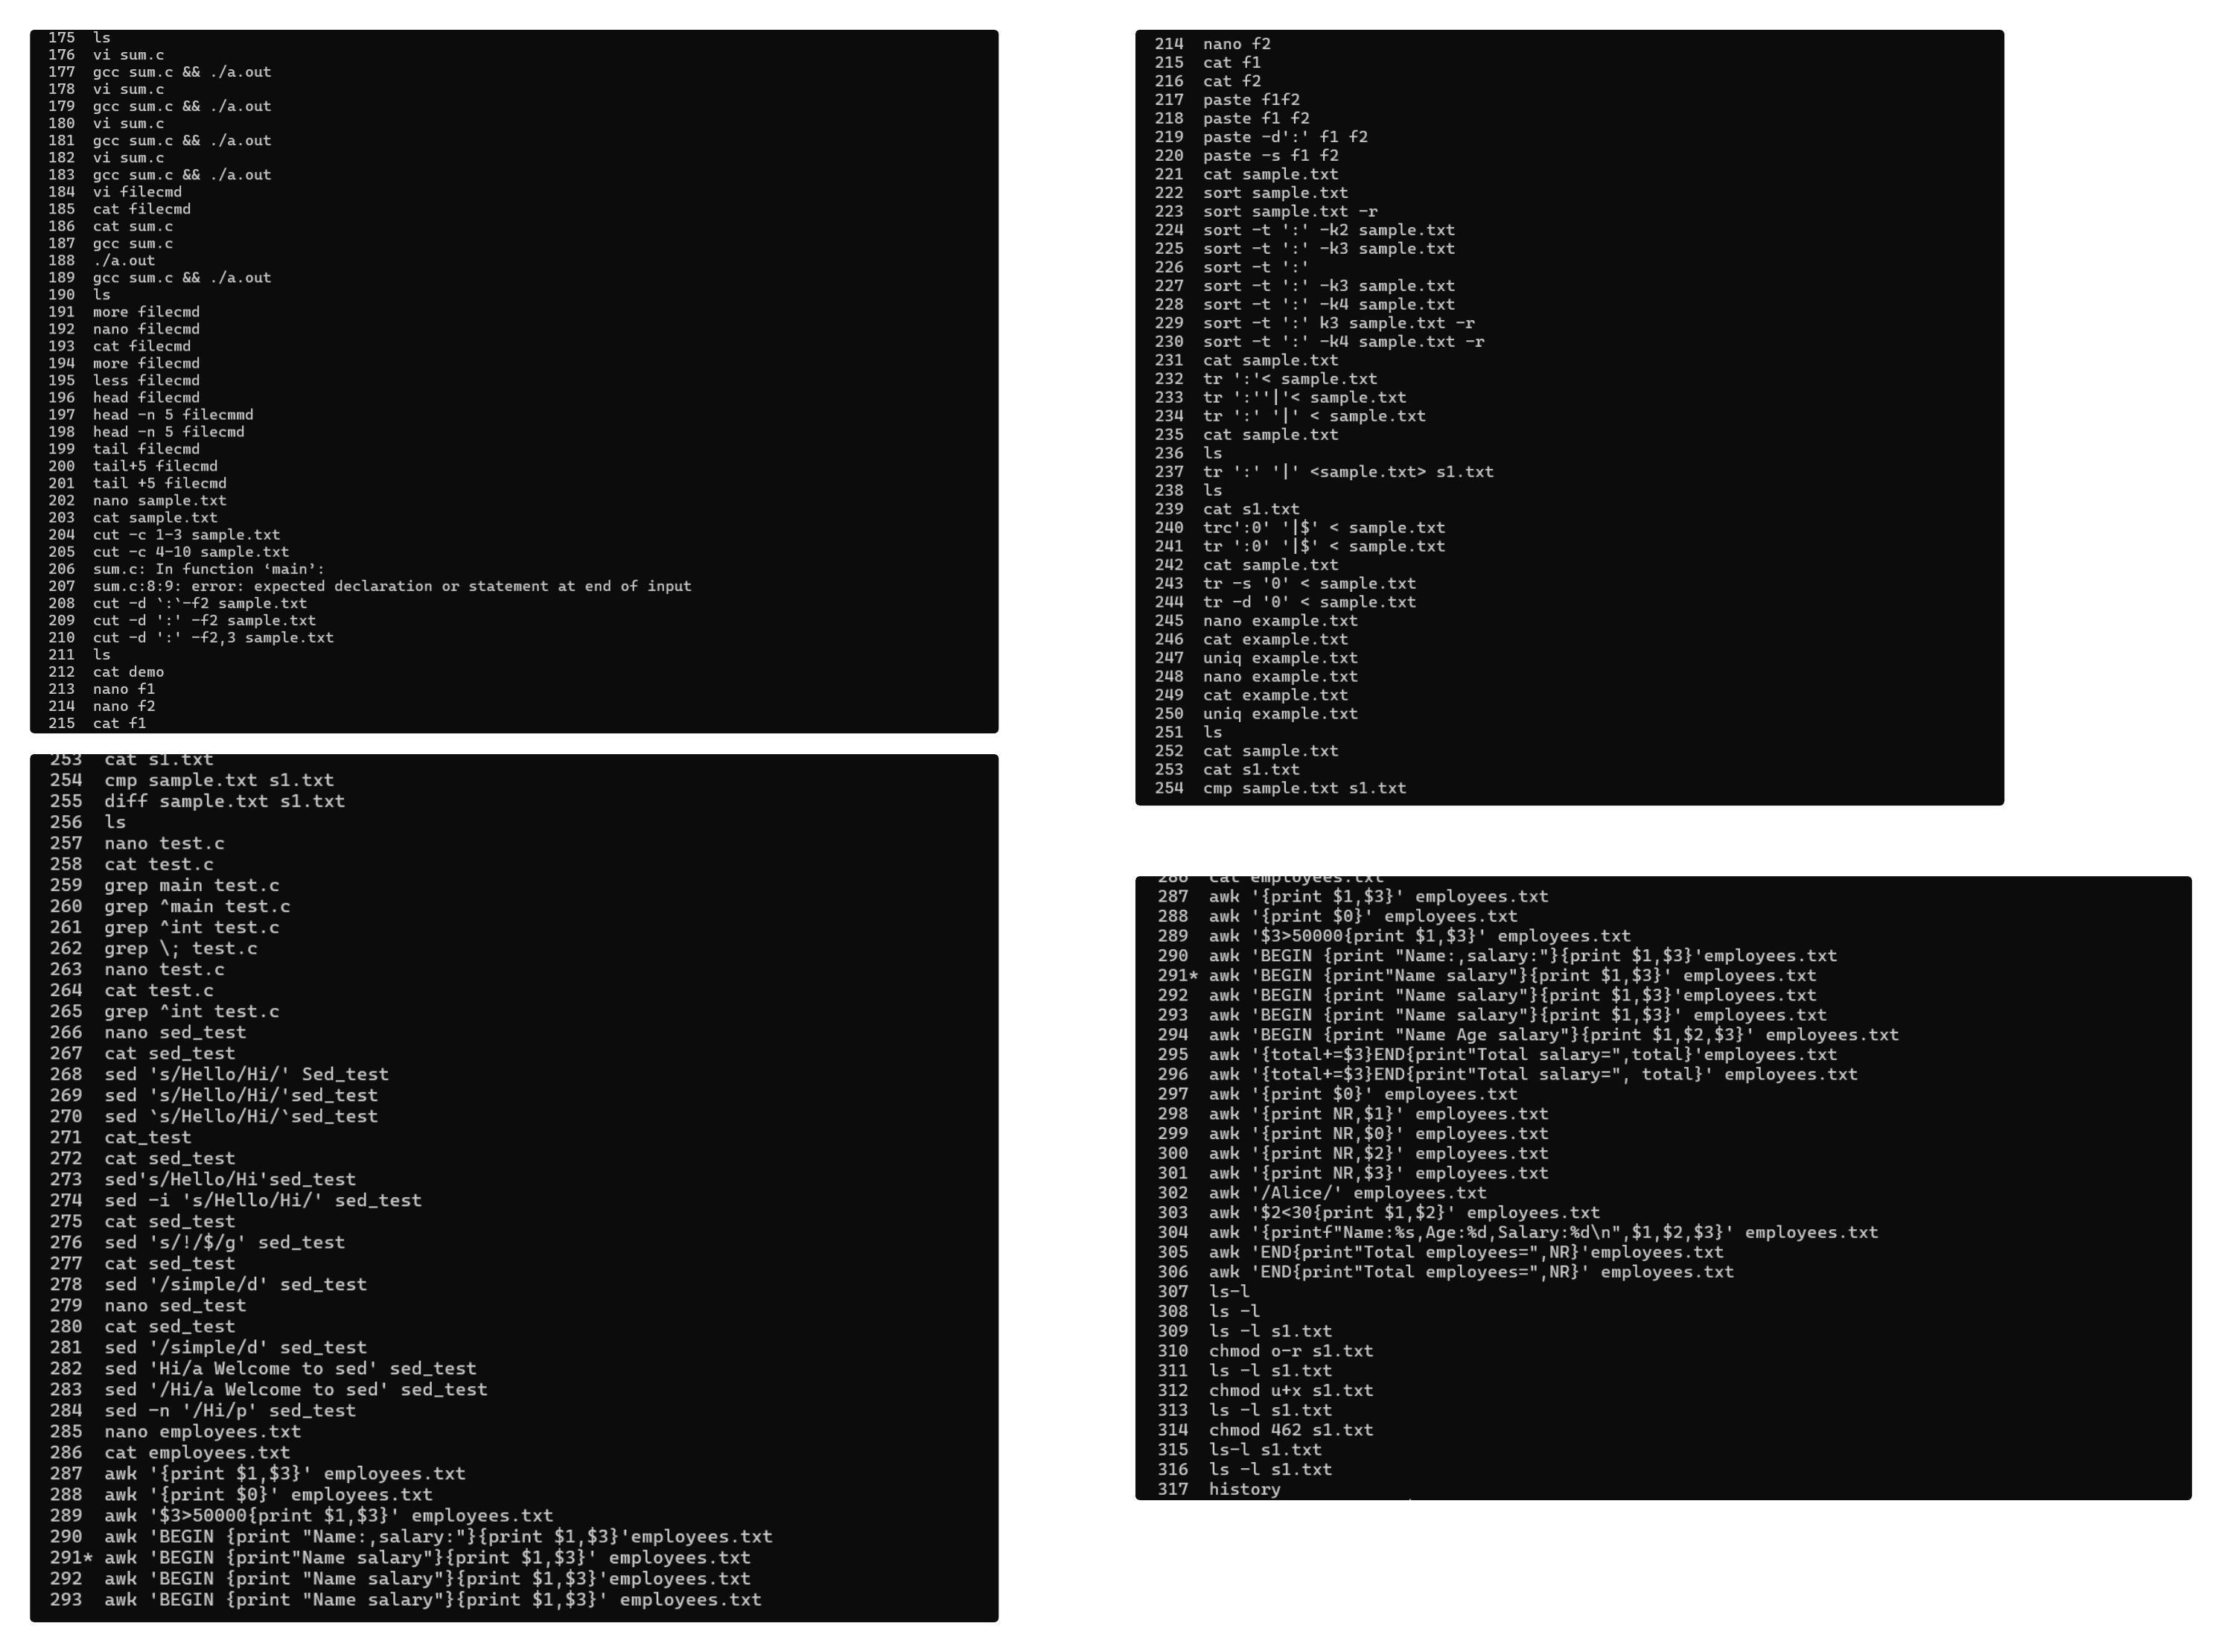 175  ls
176  vi sum.c
177  gcc sum.c && ./a.out
178  vi sum.c
179  gcc sum.c && ./a.out
180  vi sum.c
181  gcc sum.c && ./a.out
182  vi sum.c
183  gcc sum.c && ./a.out
184  vi filecmd
185  cat filecmd
186  cat sum.c
187  gcc sum.c
188  ./a.out
189  gcc sum.c && ./a.out
190  ls
191  more filecmd
192  nano filecmd
193  cat filecmd
194  more filecmd
195  less filecmd
196  head filecmd
197  head -n 5 filecmmd
198  head -n 5 filecmd
199  tail filecmd
200  tail+5 filecmd
201  tail +5 filecmd
202  nano sample.txt
203  cat sample.txt
204  cut -c 1-3 sample.txt
205  cut -c 4-10 sample.txt
206  sum.c: In function ‘main’:
207  sum.c:8:9: error: expected declaration or statement at end of input
208  cut -d `:`-f2 sample.txt
209  cut -d ':' -f2 sample.txt
210  cut -d ':' -f2,3 sample.txt
211  ls
212  cat demo
213  nano f1
214  nano f2
215  cat f1
214  nano f2
215  cat f1
216  cat f2
217  paste f1f2
218  paste f1 f2
219  paste -d':' f1 f2
220  paste -s f1 f2
221  cat sample.txt
222  sort sample.txt
223  sort sample.txt -r
224  sort -t ':' -k2 sample.txt
225  sort -t ':' -k3 sample.txt
226  sort -t ':'
227  sort -t ':' -k3 sample.txt
228  sort -t ':' -k4 sample.txt
229  sort -t ':' k3 sample.txt -r
230  sort -t ':' -k4 sample.txt -r
231  cat sample.txt
232  tr ':'< sample.txt
233  tr ':''|'< sample.txt
234  tr ':' '|' < sample.txt
235  cat sample.txt
236  ls
237  tr ':' '|' <sample.txt> s1.txt
238  ls
239  cat s1.txt
240  trc':0' '|$' < sample.txt
241  tr ':0' '|$' < sample.txt
242  cat sample.txt
243  tr -s '0' < sample.txt
244  tr -d '0' < sample.txt
245  nano example.txt
246  cat example.txt
247  uniq example.txt
248  nano example.txt
249  cat example.txt
250  uniq example.txt
251  ls
252  cat sample.txt
253  cat s1.txt
254  cmp sample.txt s1.txt
253  cat s1.txt
254  cmp sample.txt s1.txt
255  diff sample.txt s1.txt
256  ls
257  nano test.c
258  cat test.c
259  grep main test.c
260  grep ^main test.c
261  grep ^int test.c
262  grep \; test.c
263  nano test.c
264  cat test.c
265  grep ^int test.c
266  nano sed_test
267  cat sed_test
268  sed 's/Hello/Hi/' Sed_test
269  sed 's/Hello/Hi/'sed_test
270  sed `s/Hello/Hi/`sed_test
271  cat_test
272  cat sed_test
273  sed's/Hello/Hi'sed_test
274  sed -i 's/Hello/Hi/' sed_test
275  cat sed_test
276  sed 's/!/$/g' sed_test
277  cat sed_test
278  sed '/simple/d' sed_test
279  nano sed_test
280  cat sed_test
281  sed '/simple/d' sed_test
282  sed 'Hi/a Welcome to sed' sed_test
283  sed '/Hi/a Welcome to sed' sed_test
284  sed -n '/Hi/p' sed_test
285  nano employees.txt
286  cat employees.txt
287  awk '{print $1,$3}' employees.txt
288  awk '{print $0}' employees.txt
289  awk '$3>50000{print $1,$3}' employees.txt
290  awk 'BEGIN {print "Name:,salary:"}{print $1,$3}'employees.txt
291* awk 'BEGIN {print"Name salary"}{print $1,$3}' employees.txt
292  awk 'BEGIN {print "Name salary"}{print $1,$3}'employees.txt
293  awk 'BEGIN {print "Name salary"}{print $1,$3}' employees.txt
286  cat employees.txt
287  awk '{print $1,$3}' employees.txt
288  awk '{print $0}' employees.txt
289  awk '$3>50000{print $1,$3}' employees.txt
290  awk 'BEGIN {print "Name:,salary:"}{print $1,$3}'employees.txt
291* awk 'BEGIN {print"Name salary"}{print $1,$3}' employees.txt
292  awk 'BEGIN {print "Name salary"}{print $1,$3}'employees.txt
293  awk 'BEGIN {print "Name salary"}{print $1,$3}' employees.txt
294  awk 'BEGIN {print "Name Age salary"}{print $1,$2,$3}' employees.txt
295  awk '{total+=$3}END{print"Total salary=",total}'employees.txt
296  awk '{total+=$3}END{print"Total salary=", total}' employees.txt
297  awk '{print $0}' employees.txt
298  awk '{print NR,$1}' employees.txt
299  awk '{print NR,$0}' employees.txt
300  awk '{print NR,$2}' employees.txt
301  awk '{print NR,$3}' employees.txt
302  awk '/Alice/' employees.txt
303  awk '$2<30{print $1,$2}' employees.txt
304  awk '{printf"Name:%s,Age:%d,Salary:%d\n",$1,$2,$3}' employees.txt
305  awk 'END{print"Total employees=",NR}'employees.txt
306  awk 'END{print"Total employees=",NR}' employees.txt
307  ls-l
308  ls -l
309  ls -l s1.txt
310  chmod o-r s1.txt
311  ls -l s1.txt
312  chmod u+x s1.txt
313  ls -l s1.txt
314  chmod 462 s1.txt
315  ls-l s1.txt
316  ls -l s1.txt
317  history